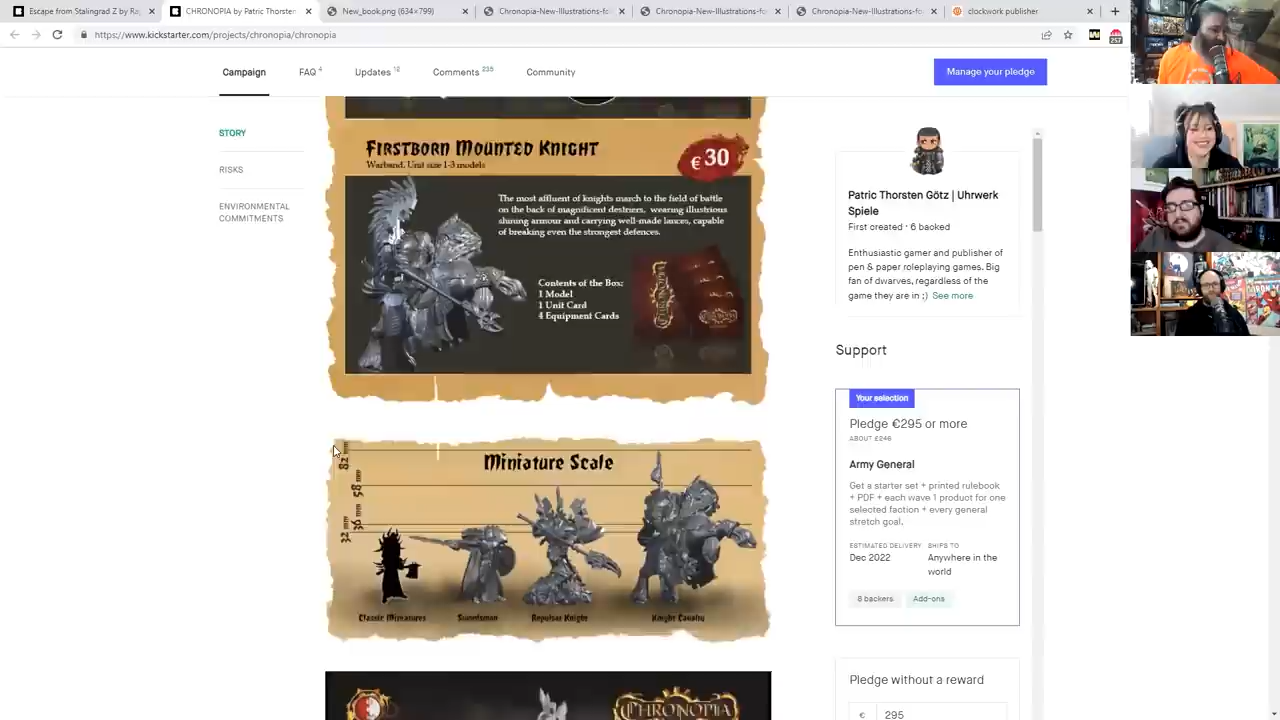 Escape from Stalingrad Z by Ra
CHRONOPIA by Patric Thorsten
New_book.png (634×799)
Chronopia-New-Illustrations-fo
Chronopia-New-Illustrations-fo
Chronopia-New-Illustrations-fo
clockwork publisher
https://www.kickstarter.com/projects/chronopia/chronopia
257
Campaign
FAQ 4
Updates 12
Comments 235
Community
Manage your pledge
STORY
RISKS
ENVIRONMENTAL
COMMITMENTS
Firstborn Mounted Knight
Warband. Unit size 1-3 models
€ 30
The most affluent of knights march to the field of battle
on the back of magnificent destriers, wearing illustrious
shining armour and carrying well-made lances, capable
of breaking even the strongest defences.
Contents of the Box:
1 Model
1 Unit Card
4 Equipment Cards
Miniature Scale
82 mm
58 mm
36 mm
32 mm
Classic Miniatures
Swordsman
Repulsar Knight
Knight Cavalry
CHRONOPIA
Patric Thorsten Götz | Uhrwerk
Spiele
First created · 6 backed
Enthusiastic gamer and publisher of
pen & paper roleplaying games. Big
fan of dwarves, regardless of the
game they are in ;) See more
Support
Your selection
Pledge €295 or more
ABOUT £246
Army General
Get a starter set + printed rulebook
+ PDF + each wave 1 product for one
selected faction + every general
stretch goal.
ESTIMATED DELIVERY
Dec 2022
SHIPS TO
Anywhere in the
world
8 backers
Add-ons
Pledge without a reward
€ 295